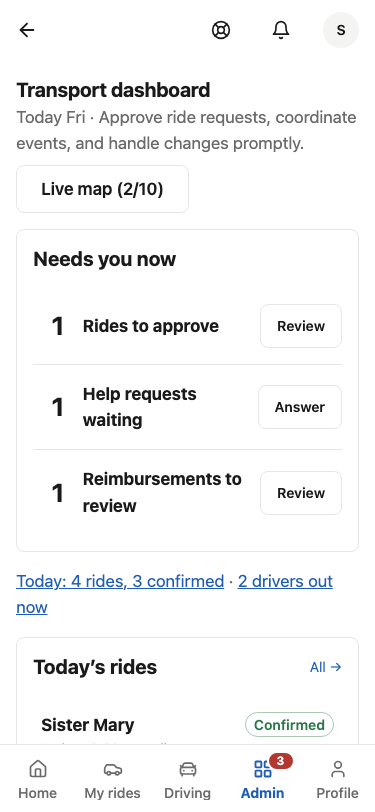 S
Transport dashboard
Today Fri · Approve ride requests, coordinate
events, and handle changes promptly.
Live map (2/10)
Needs you now
1 Rides to approve Review
1 Help requests
waiting Answer
1 Reimbursements to
review Review
Today: 4 rides, 3 confirmed · 2 drivers out
now
Today’s rides All →
Sister Mary Confirmed
3
Home My rides Driving Admin Profile